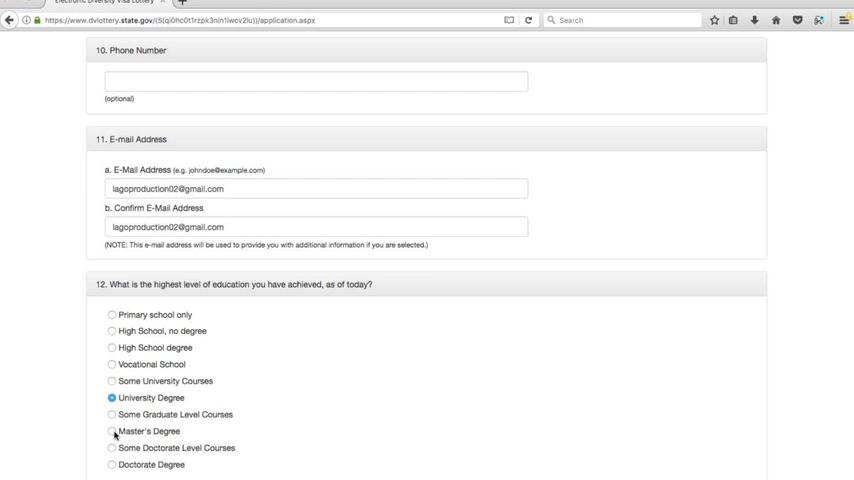 Electronic Diversity Visa Lottery
https://www.dvlottery.state.gov/(S(qi0hc0t1rzpk3nin1iwcv2lu))/application.aspx
Search
10. Phone Number
(optional)
11. E-mail Address
a. E-Mail Address (e.g. johndoe@example.com)
lagoproduction02@gmail.com
b. Confirm E-Mail Address
lagoproduction02@gmail.com
(NOTE: This e-mail address will be used to provide you with additional information if you are selected.)
12. What is the highest level of education you have achieved, as of today?
Primary school only
High School, no degree
High School degree
Vocational School
Some University Courses
University Degree
Some Graduate Level Courses
Master's Degree
Some Doctorate Level Courses
Doctorate Degree